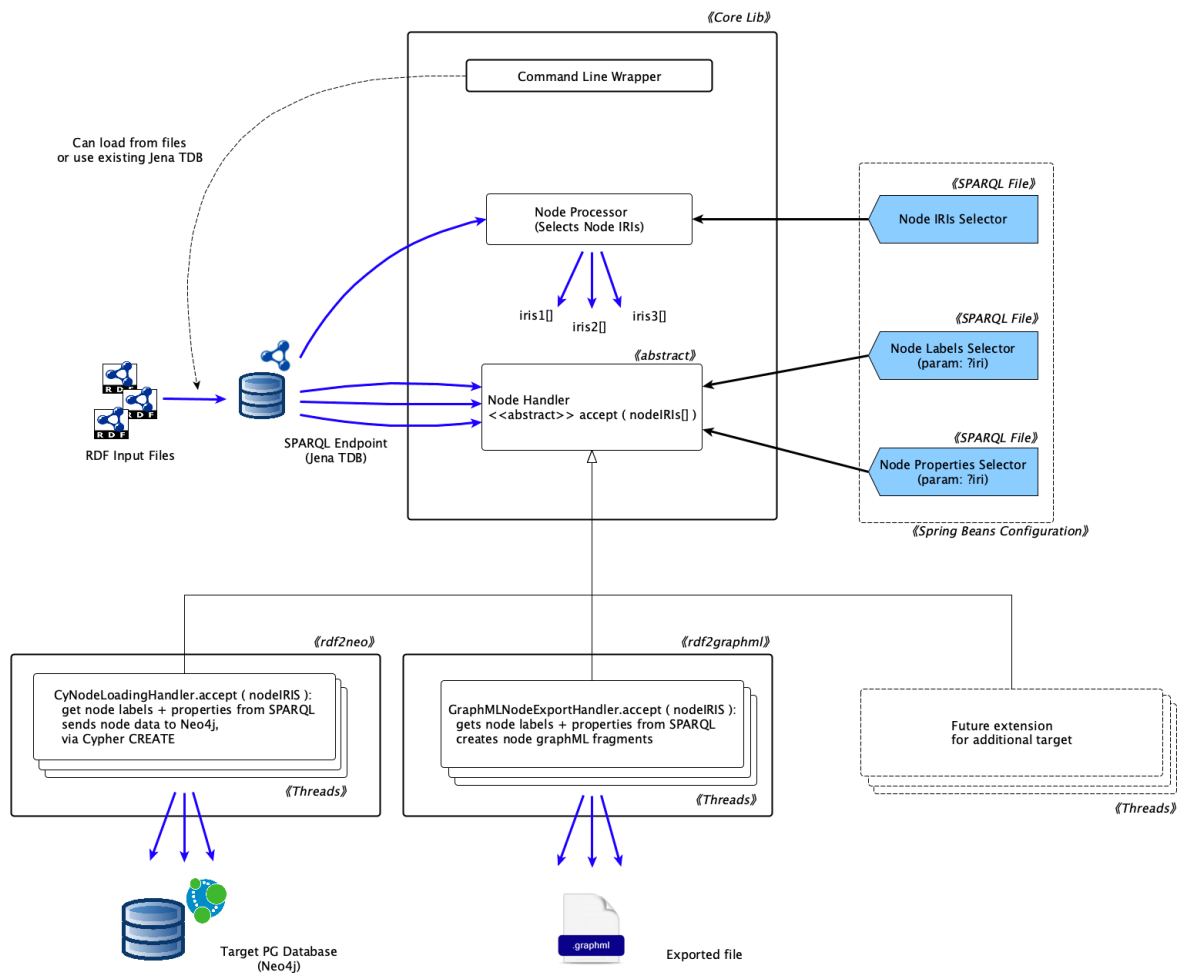 《Core Lib》
Command Line Wrapper
Can load from files
or use existing Jena TDB
《SPARQL File》
Node IRIs Selector
Node Processor
(Selects Node IRIs)
iris1[]
iris2[]
iris3[]
《SPARQL File》
Node Labels Selector
(param: ?iri)
《abstract》
Node Handler
<<abstract>> accept ( nodeIRIs[] )
RDF
RDF
RDF
RDF Input Files
SPARQL Endpoint
(Jena TDB)
《SPARQL File》
Node Properties Selector
(param: ?iri)
《Spring Beans Configuration》
《rdf2neo》
CyNodeLoadingHandler.accept ( nodeIRIS ):
get node labels + properties from SPARQL
sends node data to Neo4j,
via Cypher CREATE
《Threads》
《rdf2graphml》
GraphMLNodeExportHandler.accept ( nodeIRIS ):
gets node labels + properties from SPARQL
creates node graphML fragments
《Threads》
Future extension
for additional target
《Threads》
Target PG Database
(Neo4j)
.graphml
Exported file